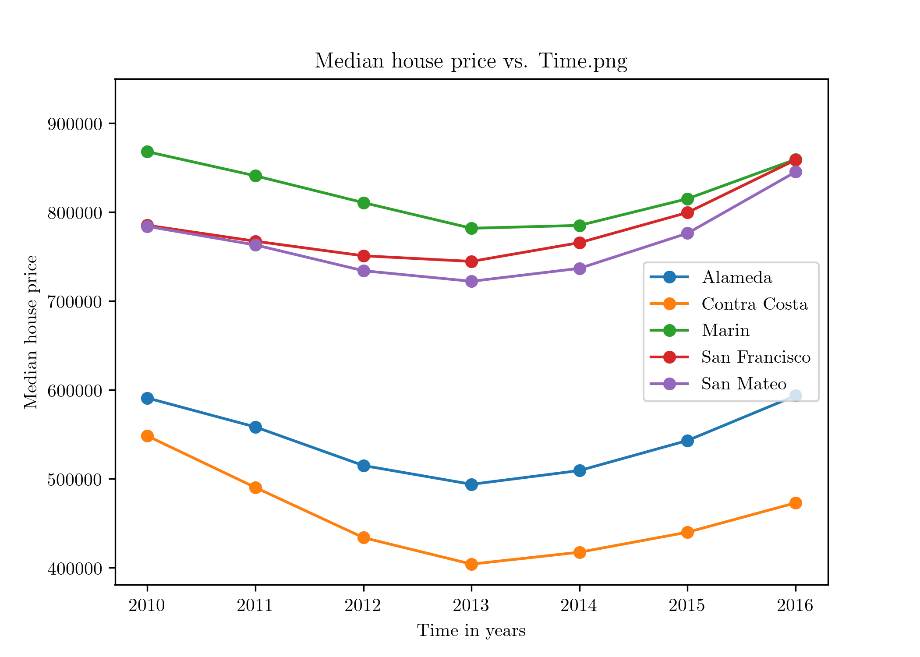 Median house price vs. Time.png
Median house price
900000
800000
700000
600000
500000
400000
Alameda
Contra Costa
Marin
San Francisco
San Mateo
2010 2011 2012 2013 2014 2015 2016
Time in years